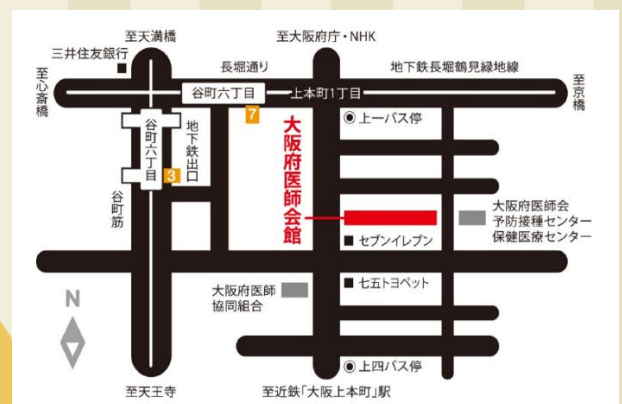 至天満橋
至大阪府庁・NHK
三井住友銀行
長堀通り
地下鉄長堀鶴見緑地線
至心斎橋
谷町六丁目
上本町1丁目
至京橋
7
上一バス停
谷町六丁目
地下鉄出口
3
谷町筋
大阪府医師会館
大阪府医師会
予防接種センター
保健医療センター
セブンイレブン
七五トヨペット
大阪府医師
協同組合
N
上四バス停
至天王寺
至近鉄「大阪上本町」駅